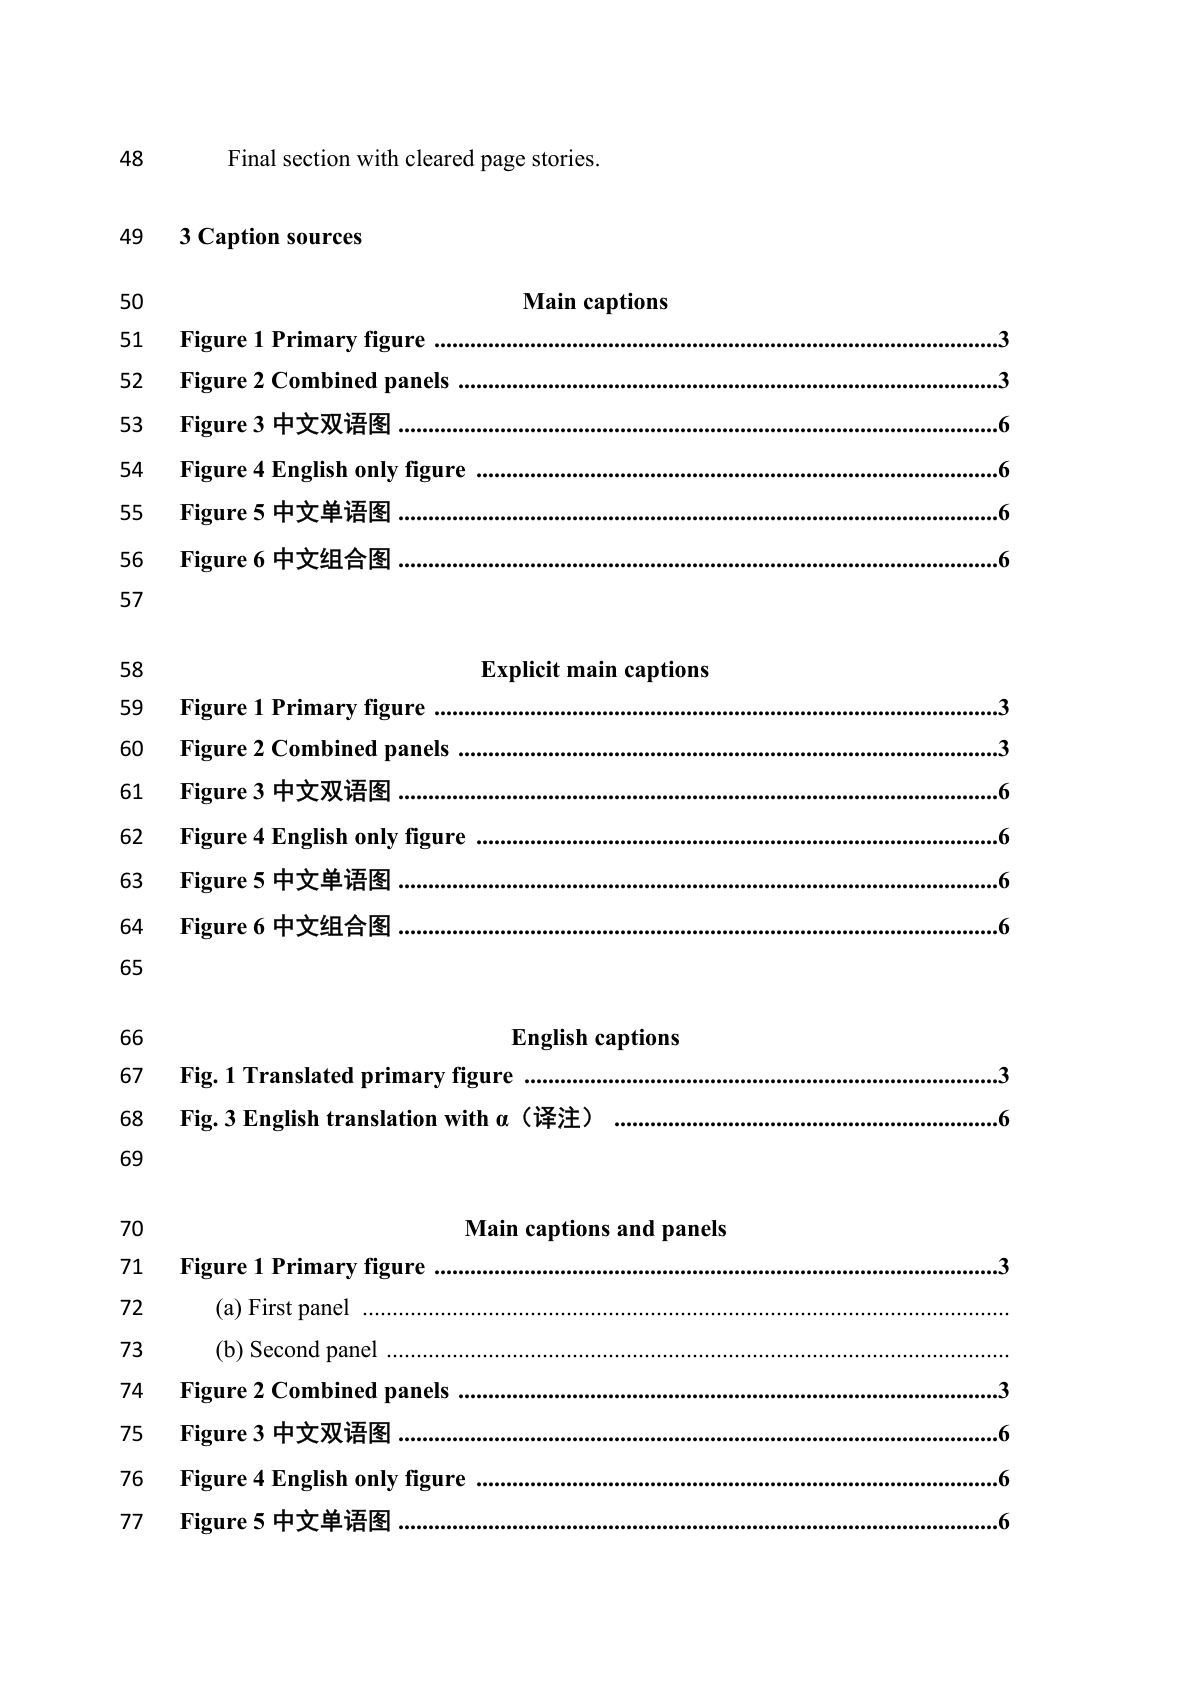 48 Final section with cleared page stories.
49 3 Caption sources
50 Main captions
51 Figure 1 Primary figure ................................................................................................3
52 Figure 2 Combined panels ............................................................................................3
53 Figure 3 中文双语图 ......................................................................................................6
54 Figure 4 English only figure .........................................................................................6
55 Figure 5 中文单语图 ......................................................................................................6
56 Figure 6 中文组合图 ......................................................................................................6
57
58 Explicit main captions
59 Figure 1 Primary figure ................................................................................................3
60 Figure 2 Combined panels ............................................................................................3
61 Figure 3 中文双语图 ......................................................................................................6
62 Figure 4 English only figure .........................................................................................6
63 Figure 5 中文单语图 ......................................................................................................6
64 Figure 6 中文组合图 ......................................................................................................6
65
66 English captions
67 Fig. 1 Translated primary figure ................................................................................3
68 Fig. 3 English translation with α（译注） .................................................................6
69
70 Main captions and panels
71 Figure 1 Primary figure ................................................................................................3
72 (a) First panel ............................................................................................................
73 (b) Second panel ........................................................................................................
74 Figure 2 Combined panels ............................................................................................3
75 Figure 3 中文双语图 ......................................................................................................6
76 Figure 4 English only figure .........................................................................................6
77 Figure 5 中文单语图 ......................................................................................................6